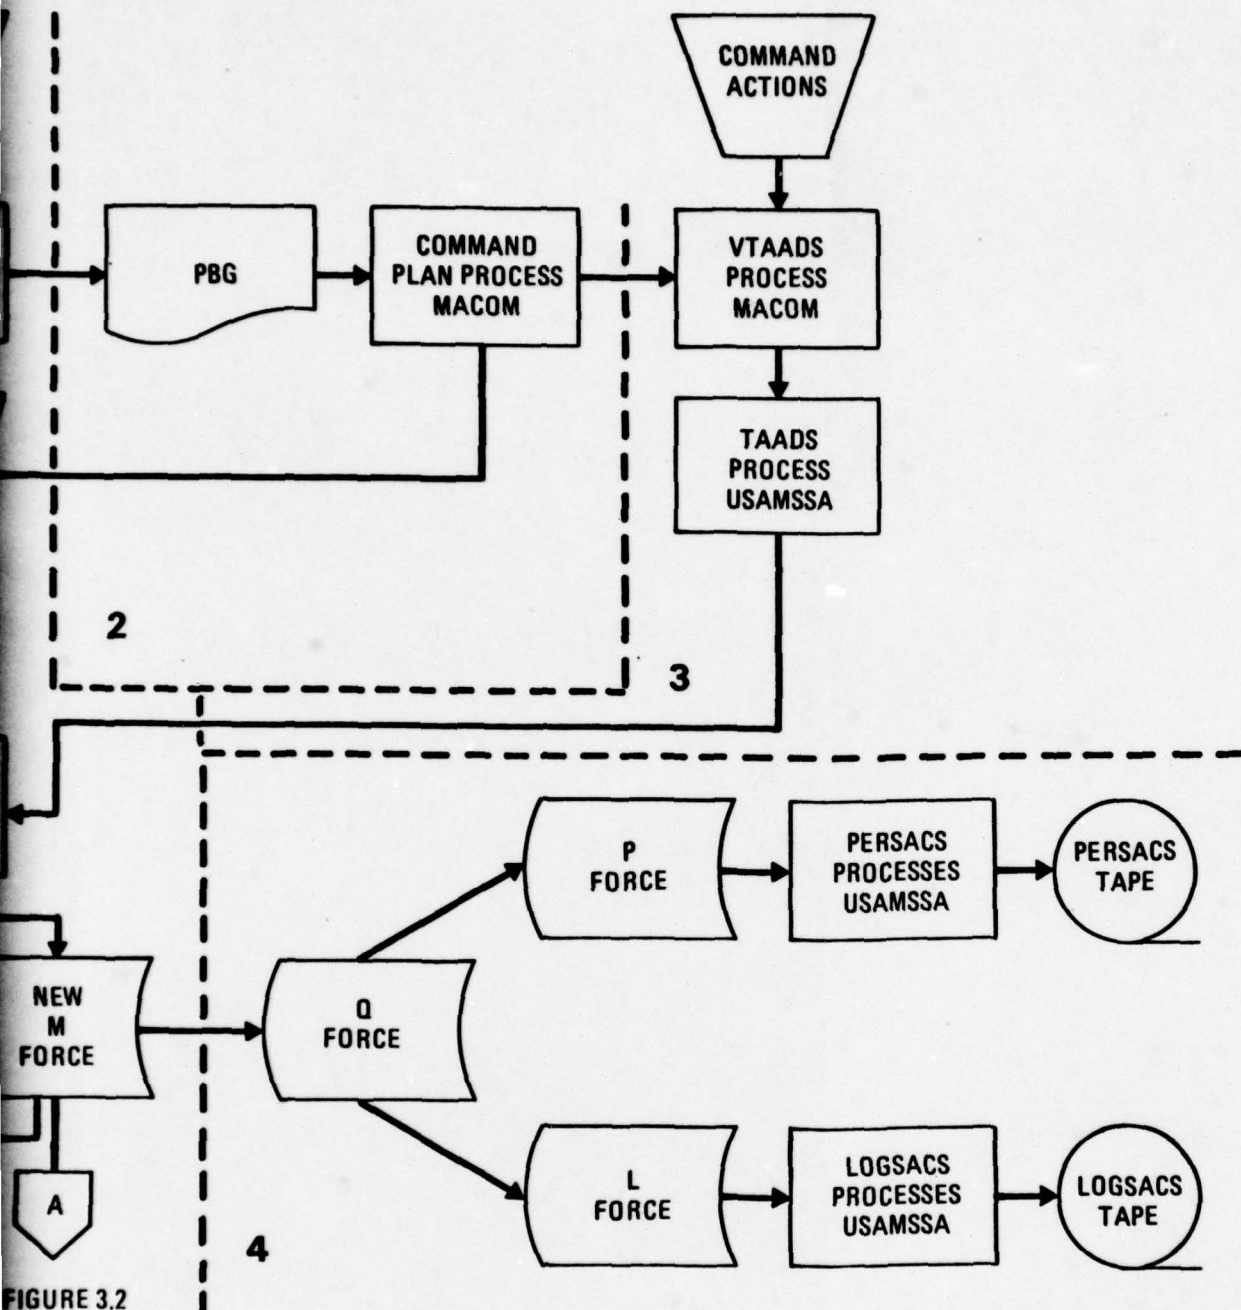 COMMAND
ACTIONS
PBG
COMMAND
PLAN PROCESS
MACOM
VTAADS
PROCESS
MACOM
TAADS
PROCESS
USAMSSA
2
3
P
FORCE
PERSACS
PROCESSES
USAMSSA
PERSACS
TAPE
NEW
M
FORCE
Q
FORCE
L
FORCE
LOGSACS
PROCESSES
USAMSSA
LOGSACS
TAPE
A
4
FIGURE 3.2